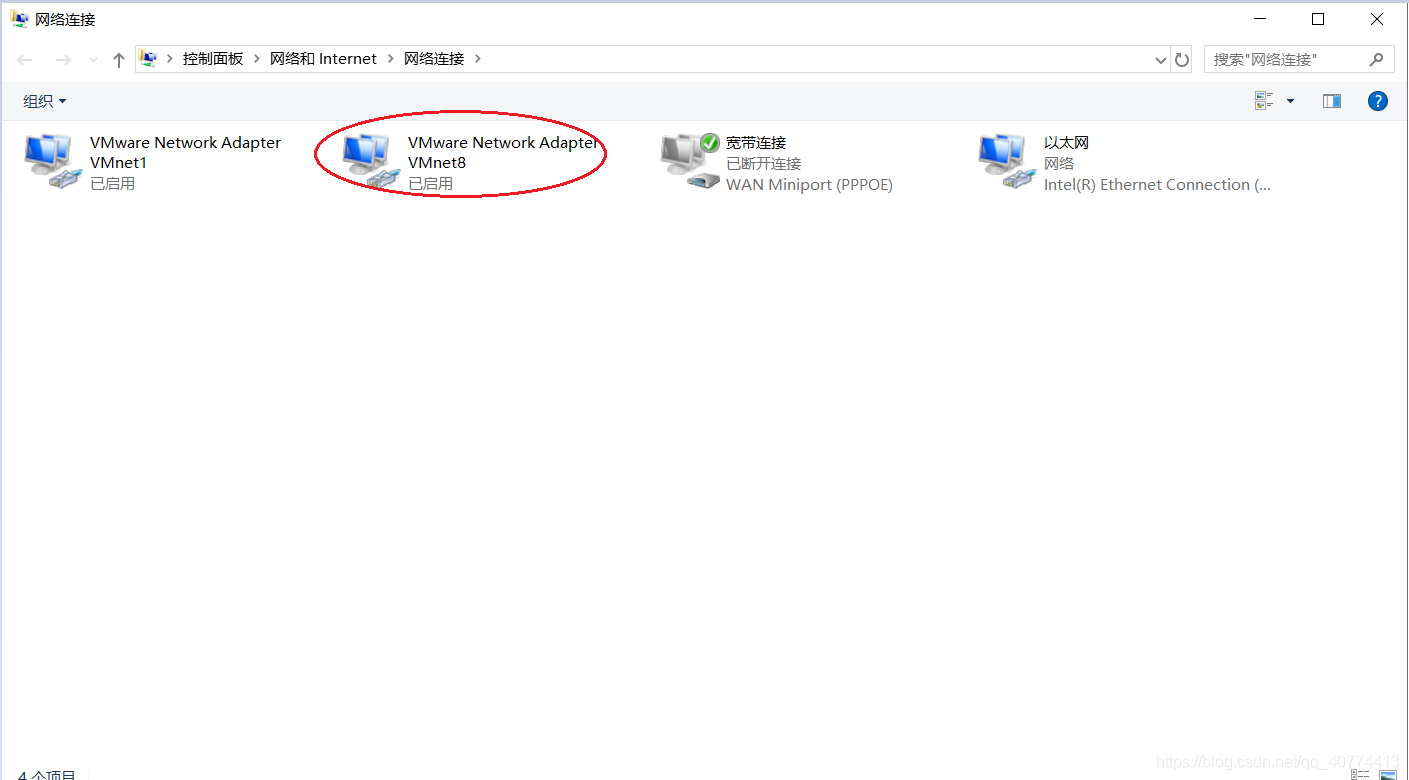 网络连接
控制面板 网络和 Internet 网络连接
搜索"网络连接"
组织
VMware Network Adapter
VMnet1
已启用
VMware Network Adapter
VMnet8
已启用
宽带连接
已断开连接
WAN Miniport (PPPOE)
以太网
网络
Intel(R) Ethernet Connection (...
4 个项目
https://blog.csdn.net/qq_40774413